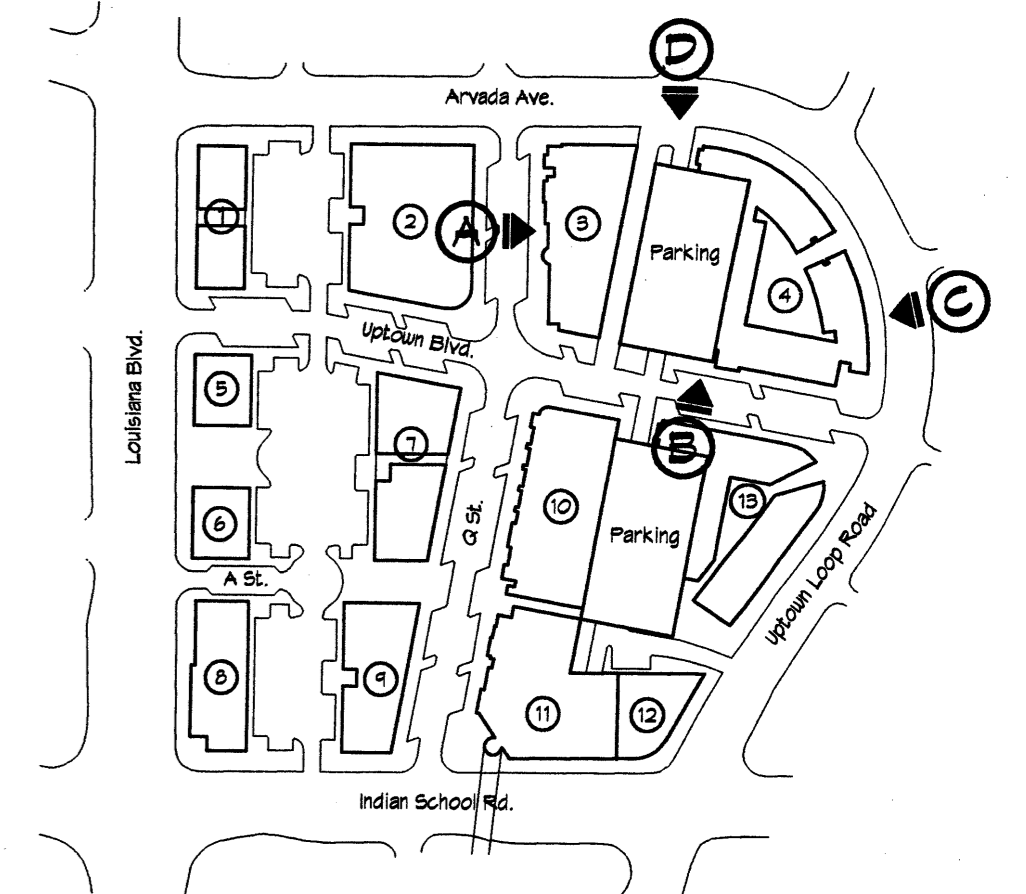 D
Arvada Ave.
1
2
A
3
Parking
4
C
Uptown Blvd.
Louisiana Blvd.
5
7
B
6
Q St.
10
Parking
13
A St.
Uptown Loop Road
8
9
11
12
Indian School Rd.